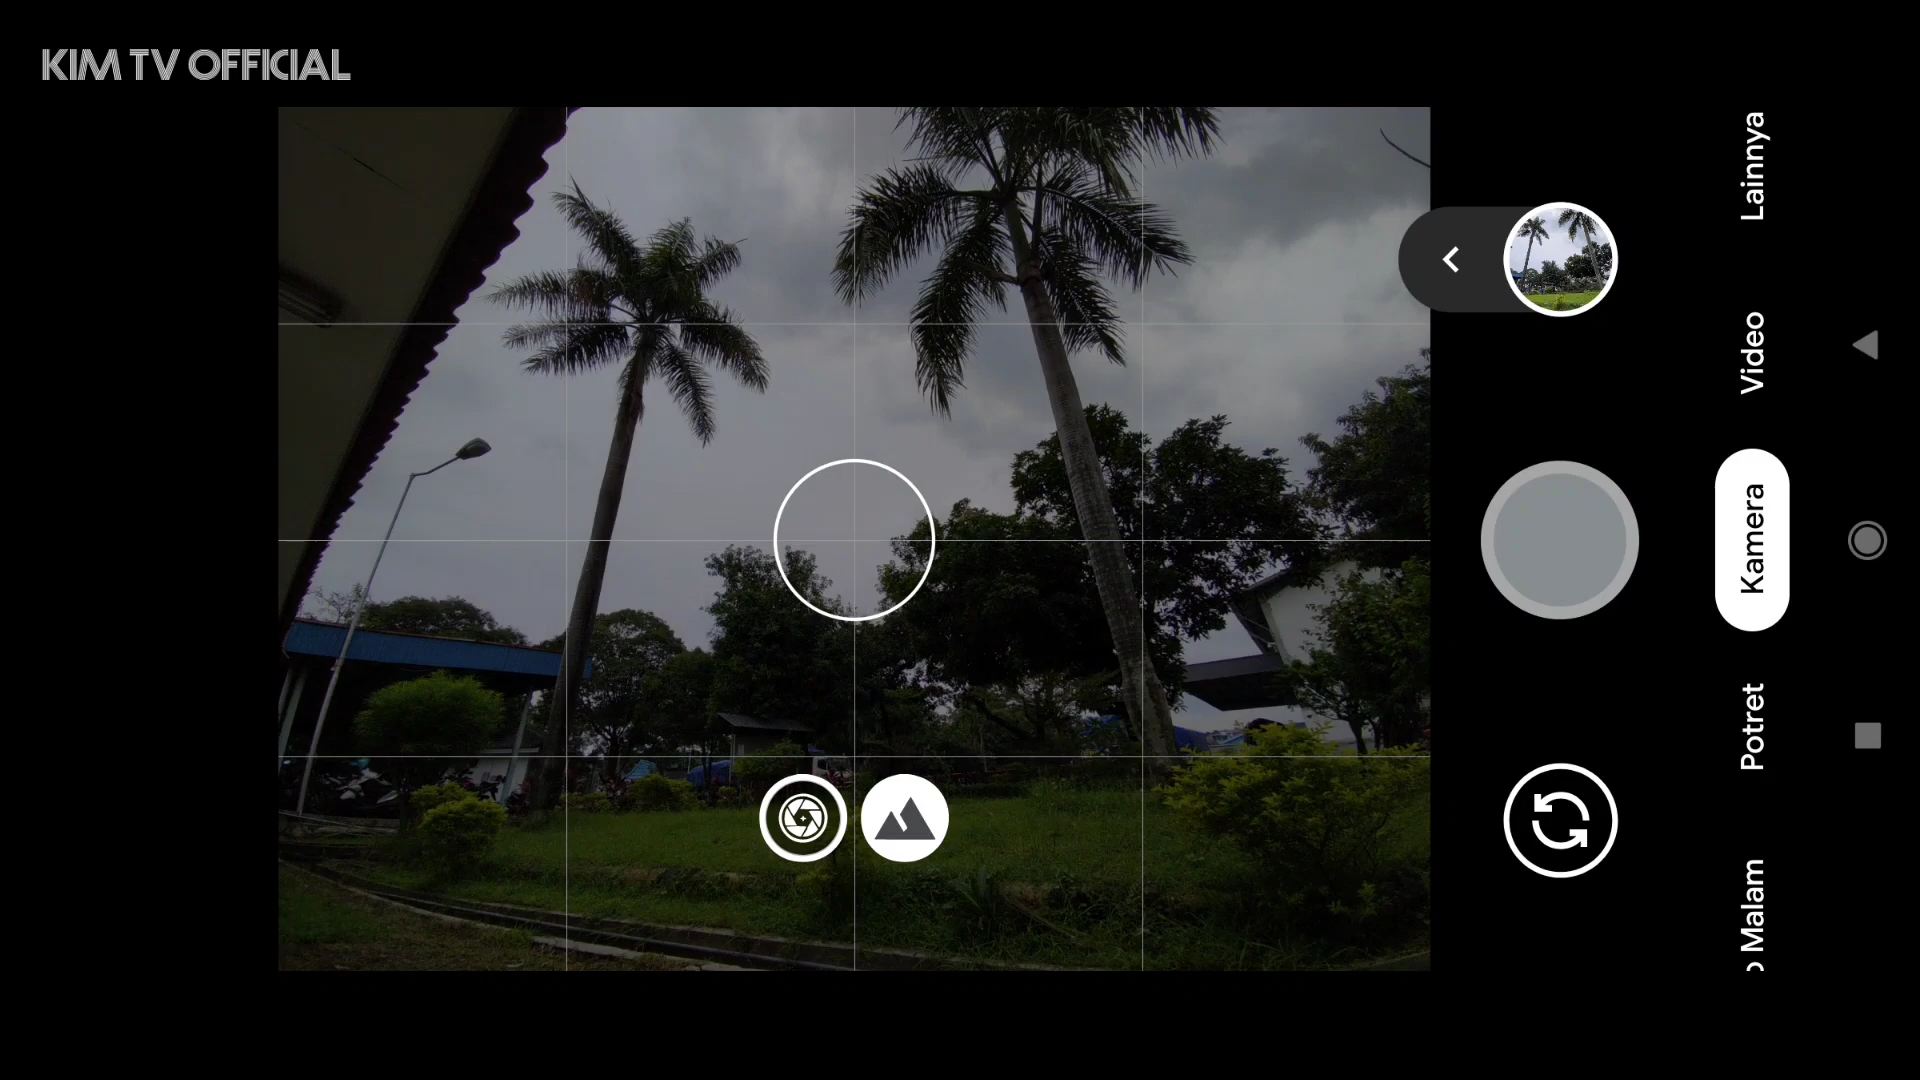 KIM TV OFFICIAL
Lainnya
Video
Kamera
Potret
Malam